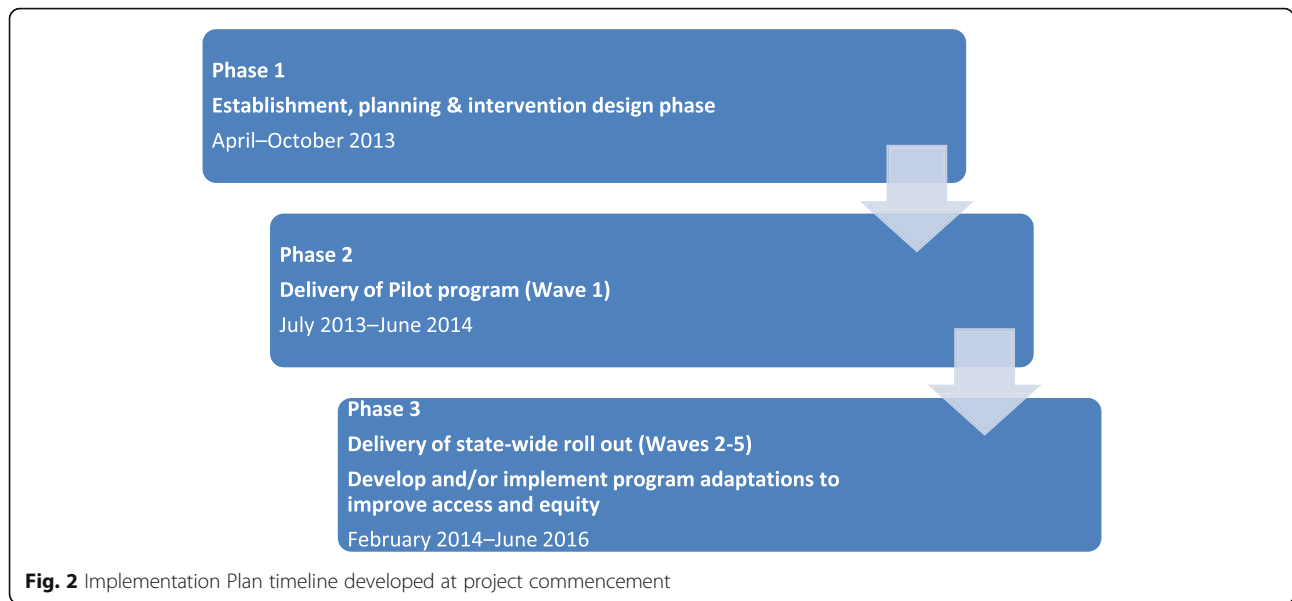 Phase 1
Establishment, planning & intervention design phase
April–October 2013
Phase 2
Delivery of Pilot program (Wave 1)
July 2013–June 2014
Phase 3
Delivery of state-wide roll out (Waves 2-5)
Develop and/or implement program adaptations to
improve access and equity
February 2014–June 2016
Fig. 2 Implementation Plan timeline developed at project commencement